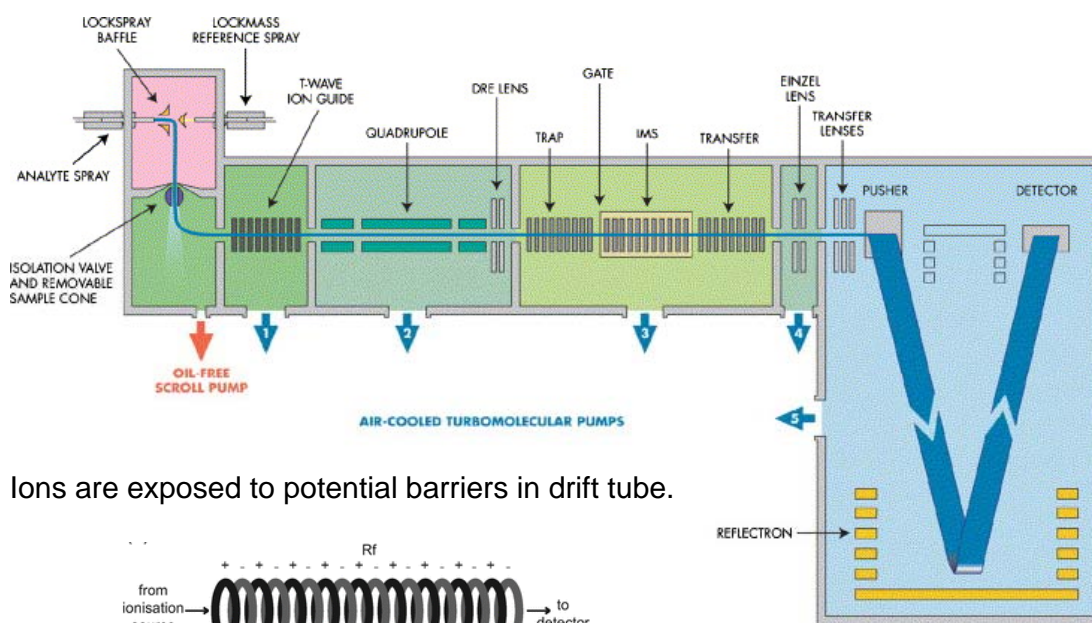 LOCKSPRAY
BAFFLE
LOCKMASS
REFERENCE SPRAY
T-WAVE
ION GUIDE
QUADRUPOLE
DRE LENS
TRAP
GATE
IMS
TRANSFER
EINZEL
LENS
TRANSFER
LENSES
PUSHER
DETECTOR
ANALYTE SPRAY
ISOLATION VALVE
AND REMOVABLE
SAMPLE CONE
1
2
3
4
OIL-FREE
SCROLL PUMP
AIR-COOLED TURBOMOLECULAR PUMPS
5
Ions are exposed to potential barriers in drift tube.
REFLECTRON
Rf
+ - + - + - + - + - + - + - + - + -
from
ionisation
to